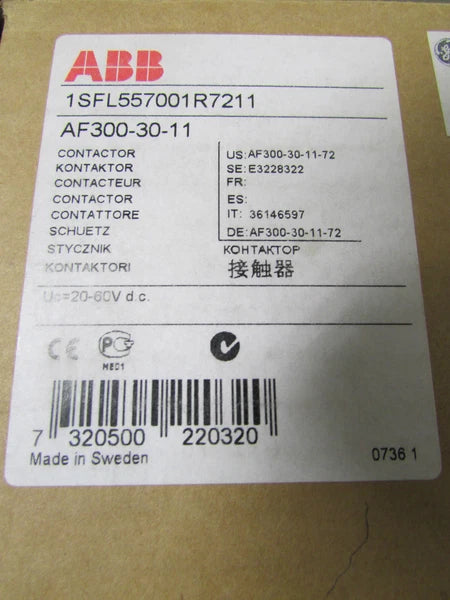 ABB
1SFL557001R7211
AF300-30-11
CONTACTOR
KONTAKTOR
CONTACTEUR
CONTACTOR
CONTATTORE
SCHUETZ
STYCZNIK
KONTAKTORI
US: AF300-30-11-72
SE: E3228322
FR:
ES:
IT: 36146597
DE: AF300-30-11-72
КОНТАКТОР
接触器
Uc=20-60V d.c.
CE
PC
ME01
7 320500 220320
Made in Sweden
0736 1